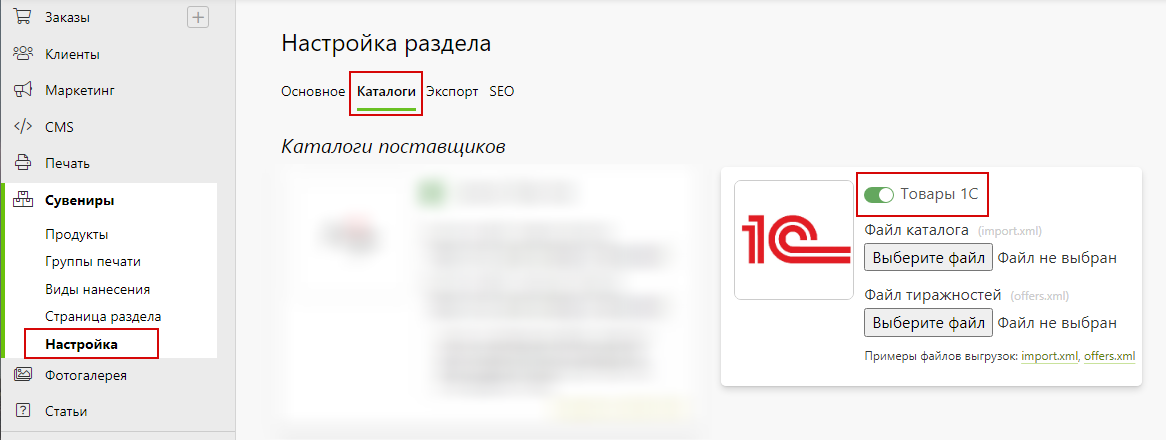 Заказы
Клиенты
Маркетинг
CMS
Печать
Сувениры
Продукты
Группы печати
Виды нанесения
Страница раздела
Настройка
Фотогалерея
Статьи
Настройка раздела
Основное Каталоги Экспорт SEO
Каталоги поставщиков
1С
Товары 1С
Файл каталога (import.xml)
Выберите файл Файл не выбран
Файл тиражностей (offers.xml)
Выберите файл Файл не выбран
Примеры файлов выгрузок: import.xml, offers.xml